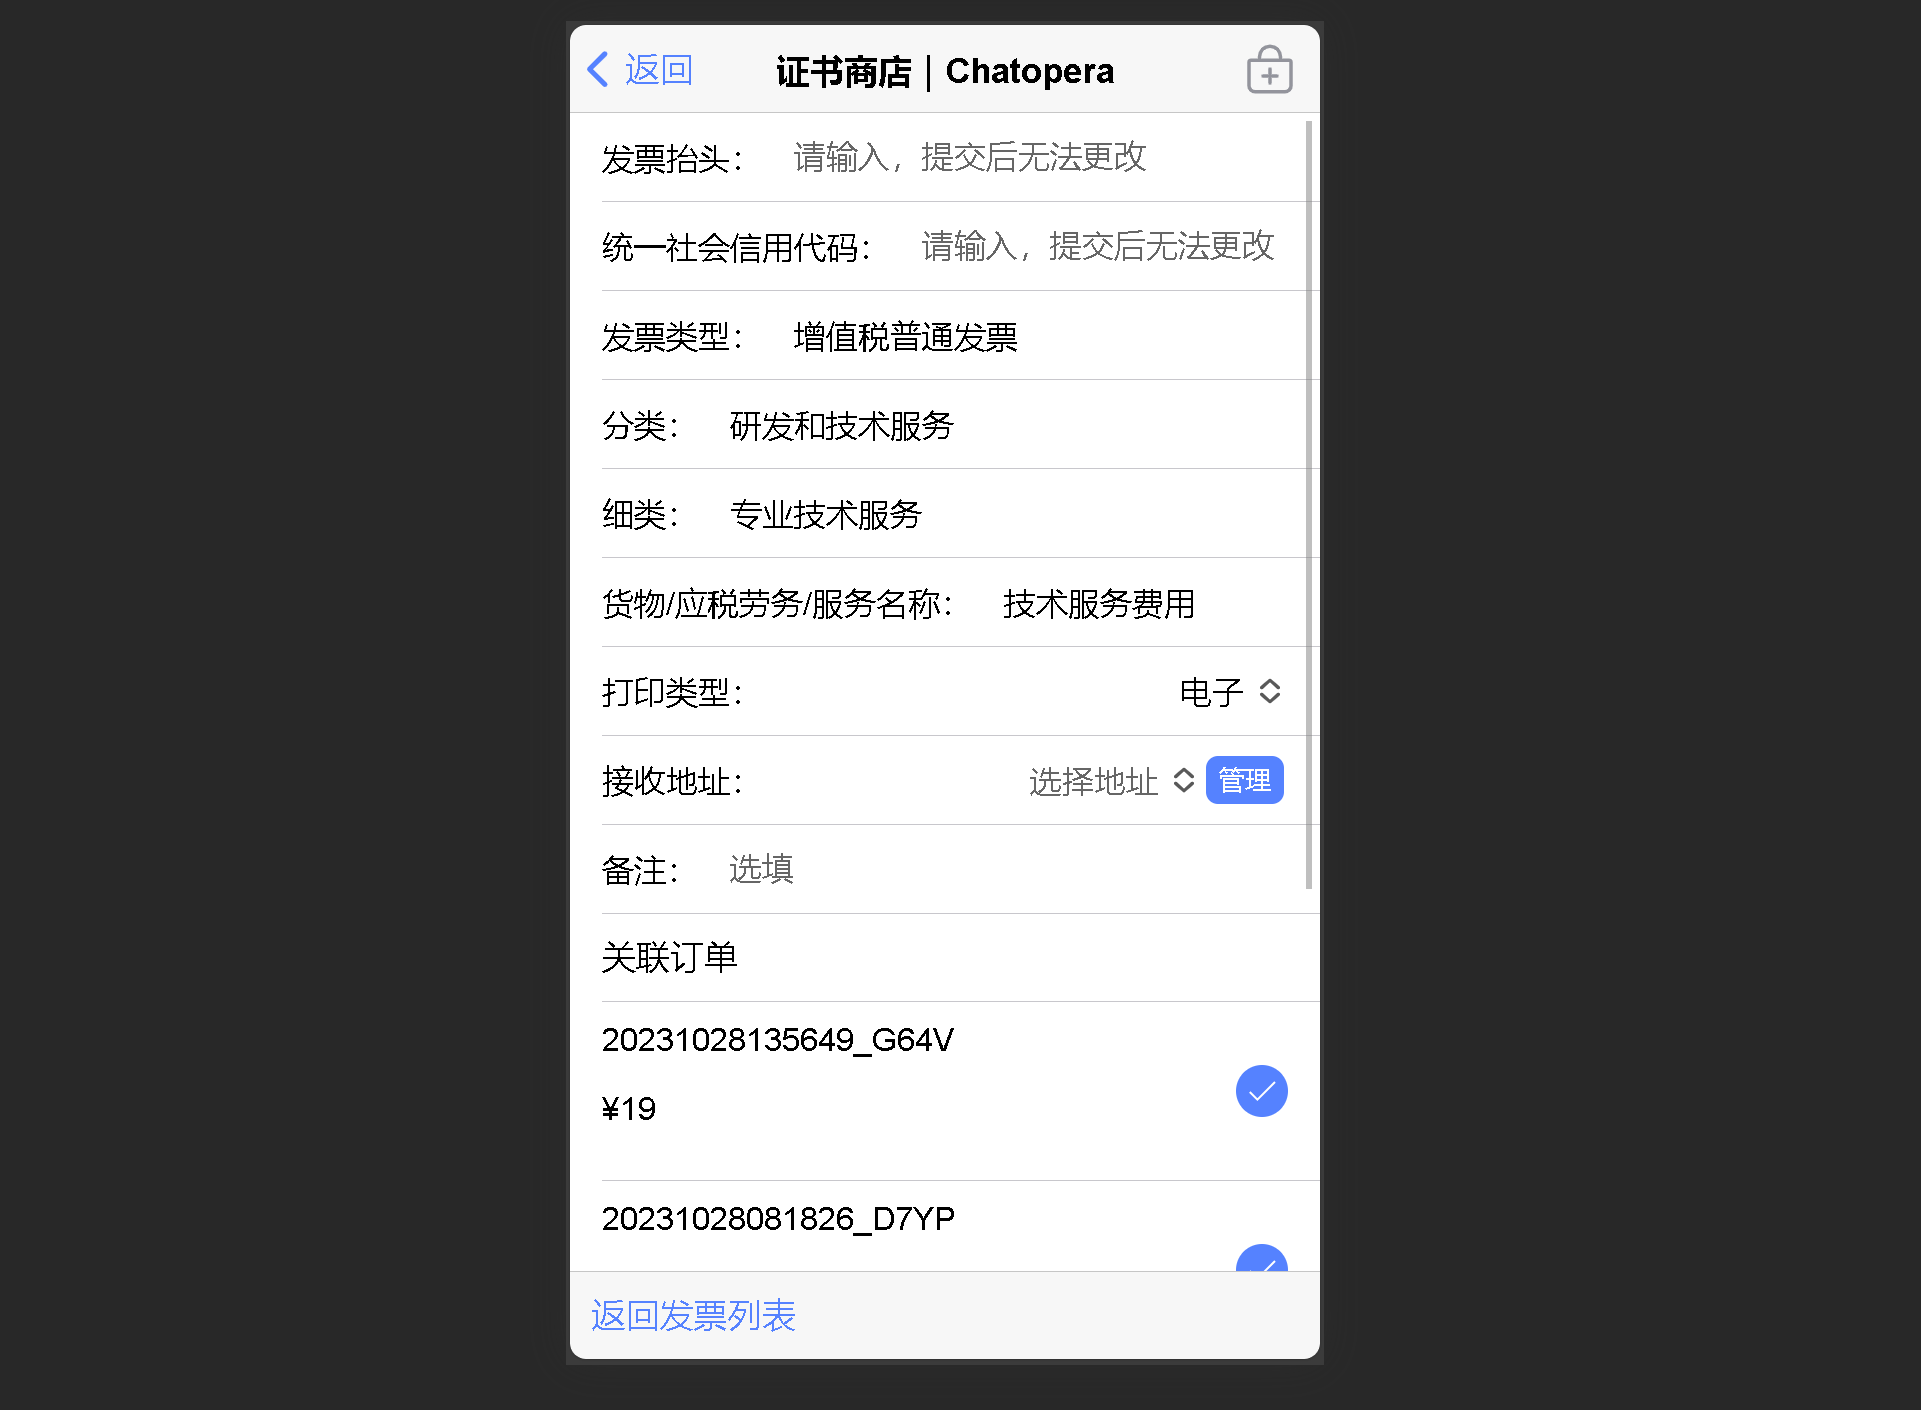 返回
证书商店 | Chatopera
发票抬头： 请输入，提交后无法更改
统一社会信用代码： 请输入，提交后无法更改
发票类型： 增值税普通发票
分类： 研发和技术服务
细类： 专业技术服务
货物/应税劳务/服务名称： 技术服务费用
打印类型： 电子
接收地址： 选择地址 管理
备注： 选填
关联订单
20231028135649_G64V
¥19
20231028081826_D7YP
返回发票列表